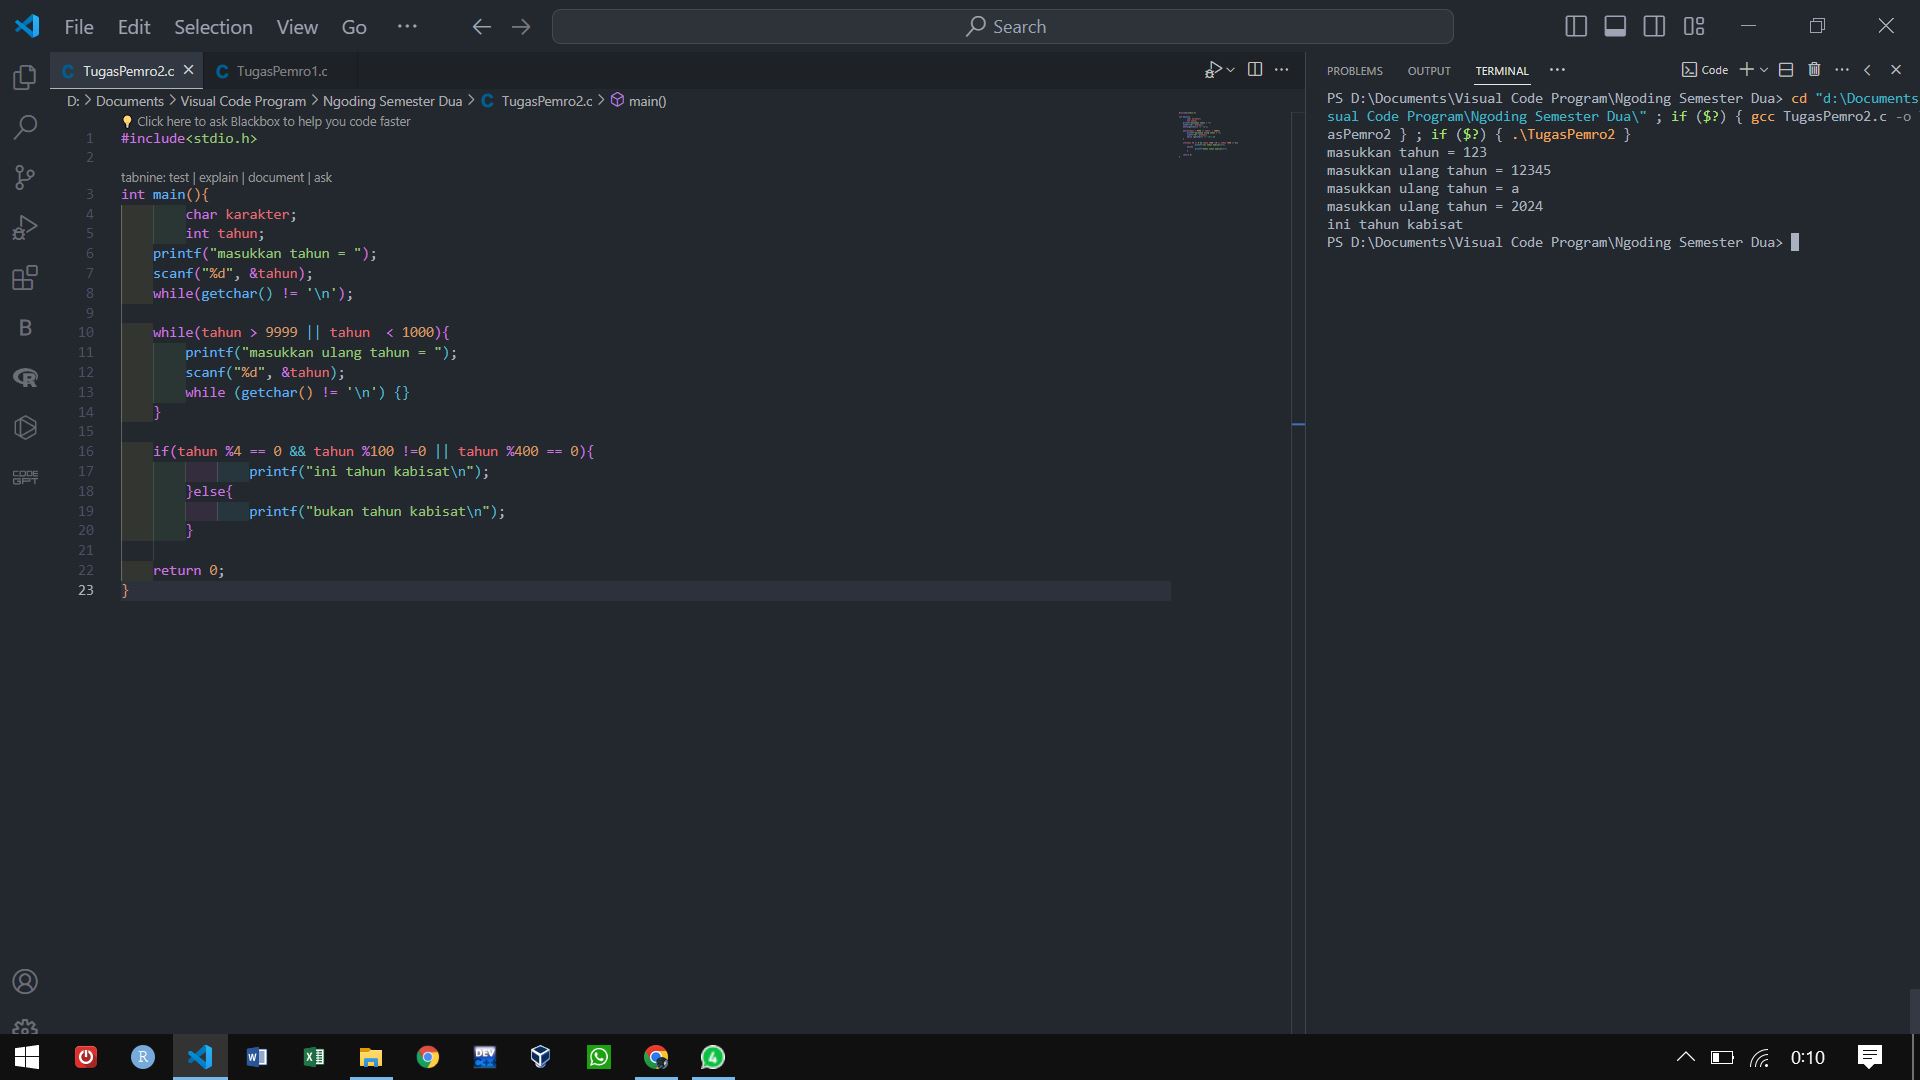 File Edit Selection View Go ··· Search
TugasPemro2.c TugasPemro1.c
D: > Documents > Visual Code Program > Ngoding Semester Dua > C TugasPemro2.c > main()
Click here to ask Blackbox to help you code faster
1 #include<stdio.h>
2
tabnine: test | explain | document | ask
3 int main(){
4 char karakter;
5 int tahun;
6 printf("masukkan tahun = ");
7 scanf("%d", &tahun);
8 while(getchar() != '\n');
9
10 while(tahun > 9999 || tahun  < 1000){
11 printf("masukkan ulang tahun = ");
12 scanf("%d", &tahun);
13 while (getchar() != '\n') {}
14 }
15
16 if(tahun %4 == 0 && tahun %100 !=0 || tahun %400 == 0){
17 printf("ini tahun kabisat\n");
18 }else{
19 printf("bukan tahun kabisat\n");
20 }
21
22 return 0;
23 }
B
R
CODE
GPT
PROBLEMS OUTPUT TERMINAL ··· Code
PS D:\Documents\Visual Code Program\Ngoding Semester Dua> cd "d:\Documents
sual Code Program\Ngoding Semester Dua\" ; if ($?) { gcc TugasPemro2.c -o
asPemro2 } ; if ($?) { .\TugasPemro2 }
masukkan tahun = 123
masukkan ulang tahun = 12345
masukkan ulang tahun = a
masukkan ulang tahun = 2024
ini tahun kabisat
PS D:\Documents\Visual Code Program\Ngoding Semester Dua>
R W X DEV C++ 4 0:10